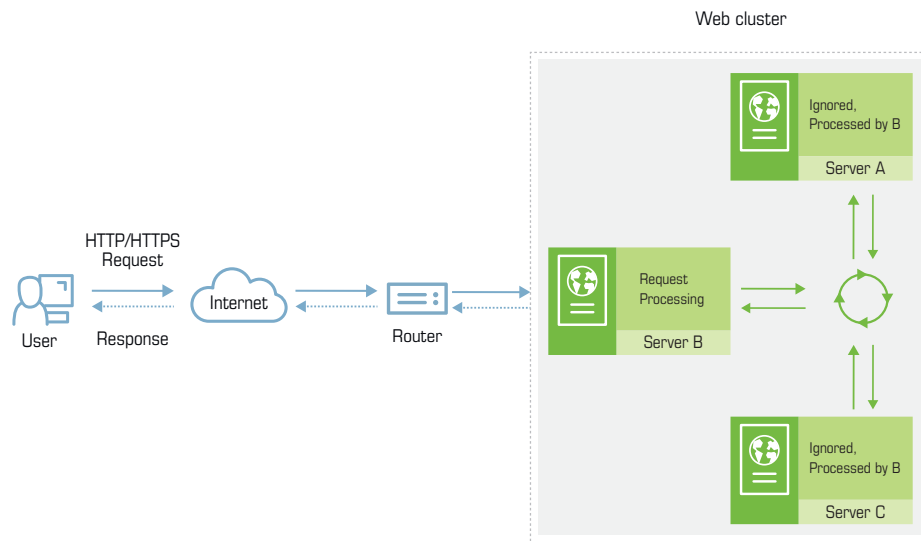 Web cluster
Ignored,
Processed by B
Server A
HTTP/HTTPS
Request
Internet
User
Response
Router
Request
Processing
Server B
Ignored,
Processed by B
Server C